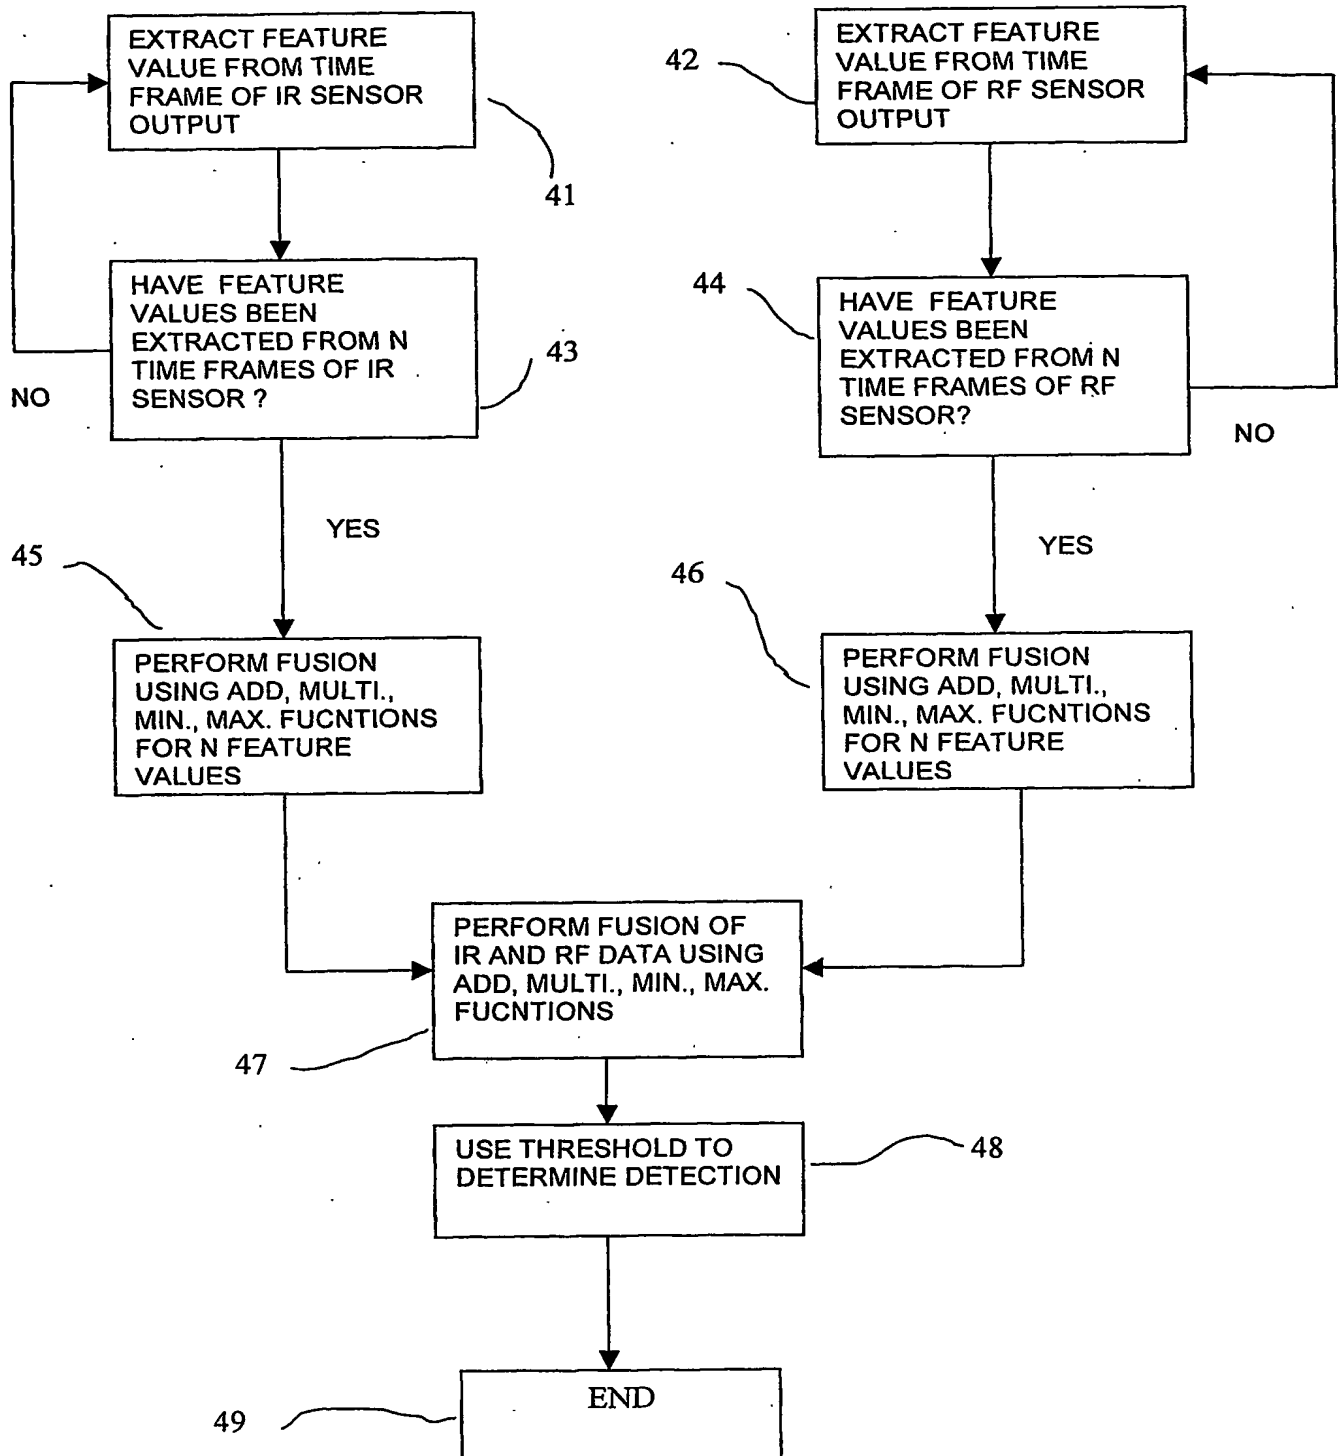 EXTRACT FEATURE
VALUE FROM TIME
FRAME OF IR SENSOR
OUTPUT
41
42
EXTRACT FEATURE
VALUE FROM TIME
FRAME OF RF SENSOR
OUTPUT
HAVE FEATURE
VALUES BEEN
EXTRACTED FROM N
TIME FRAMES OF IR
SENSOR ?
43
NO
44
HAVE FEATURE
VALUES BEEN
EXTRACTED FROM N
TIME FRAMES OF RF
SENSOR?
NO
YES
YES
45
PERFORM FUSION
USING ADD, MULTI.,
MIN., MAX. FUCNTIONS
FOR N FEATURE
VALUES
46
PERFORM FUSION
USING ADD, MULTI.,
MIN., MAX. FUCNTIONS
FOR N FEATURE
VALUES
PERFORM FUSION OF
IR AND RF DATA USING
ADD, MULTI., MIN., MAX.
FUCNTIONS
47
USE THRESHOLD TO
DETERMINE DETECTION
48
END
49